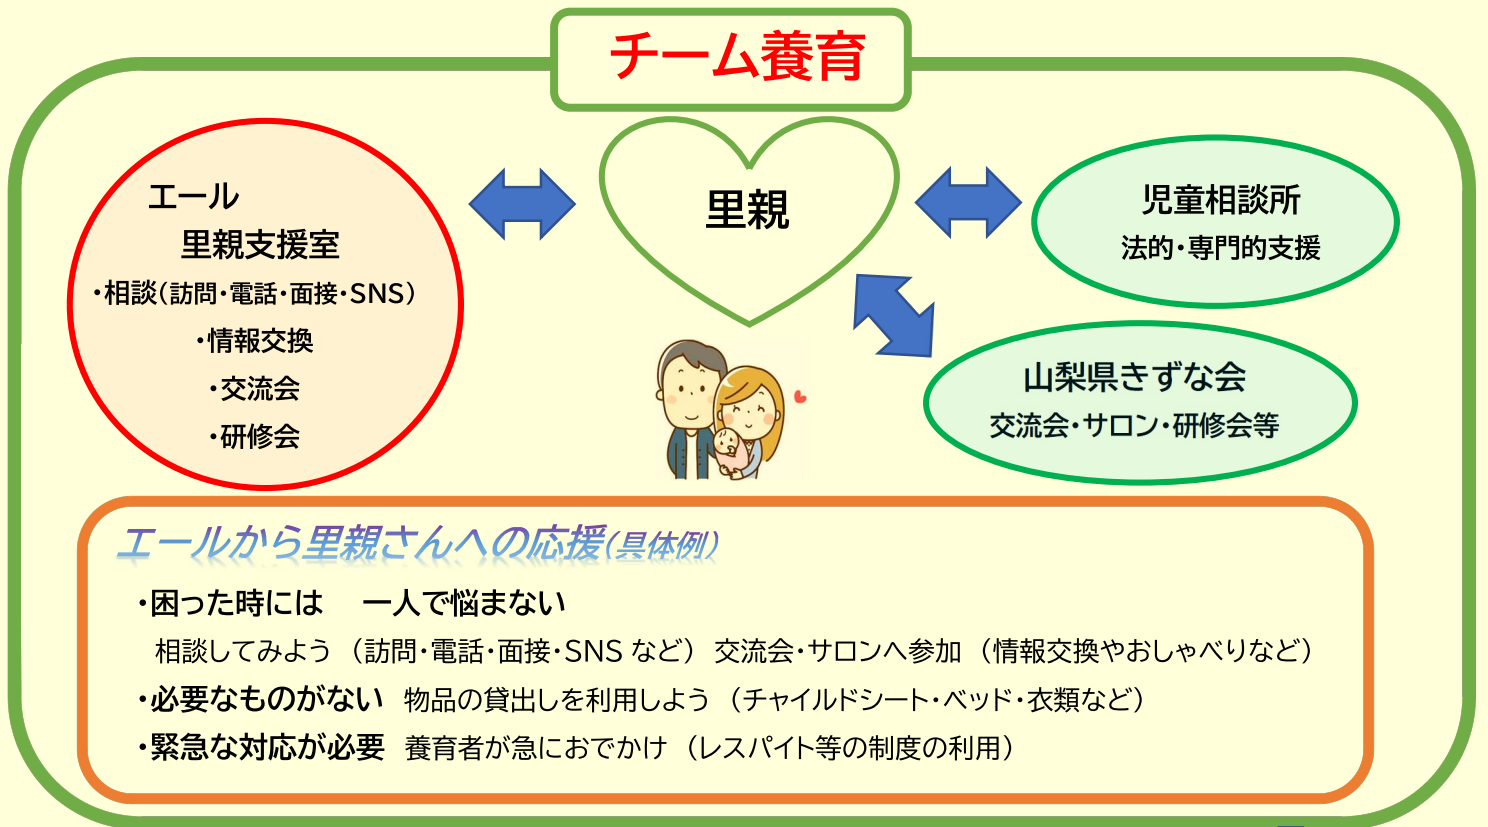 チーム養育
エール
里親支援室
・相談(訪問・電話・面接・SNS)
・情報交換
・交流会
・研修会
里親
児童相談所
法的・専門的支援
山梨県きずな会
交流会・サロン・研修会等
エールから里親さんへの応援(具体例)
・困った時には　一人で悩まない
相談してみよう (訪問・電話・面接・SNS など) 交流会・サロンへ参加 (情報交換やおしゃべりなど)
・必要なものがない 物品の貸出しを利用しよう (チャイルドシート・ベッド・衣類など)
・緊急な対応が必要 養育者が急におでかけ (レスパイト等の制度の利用)